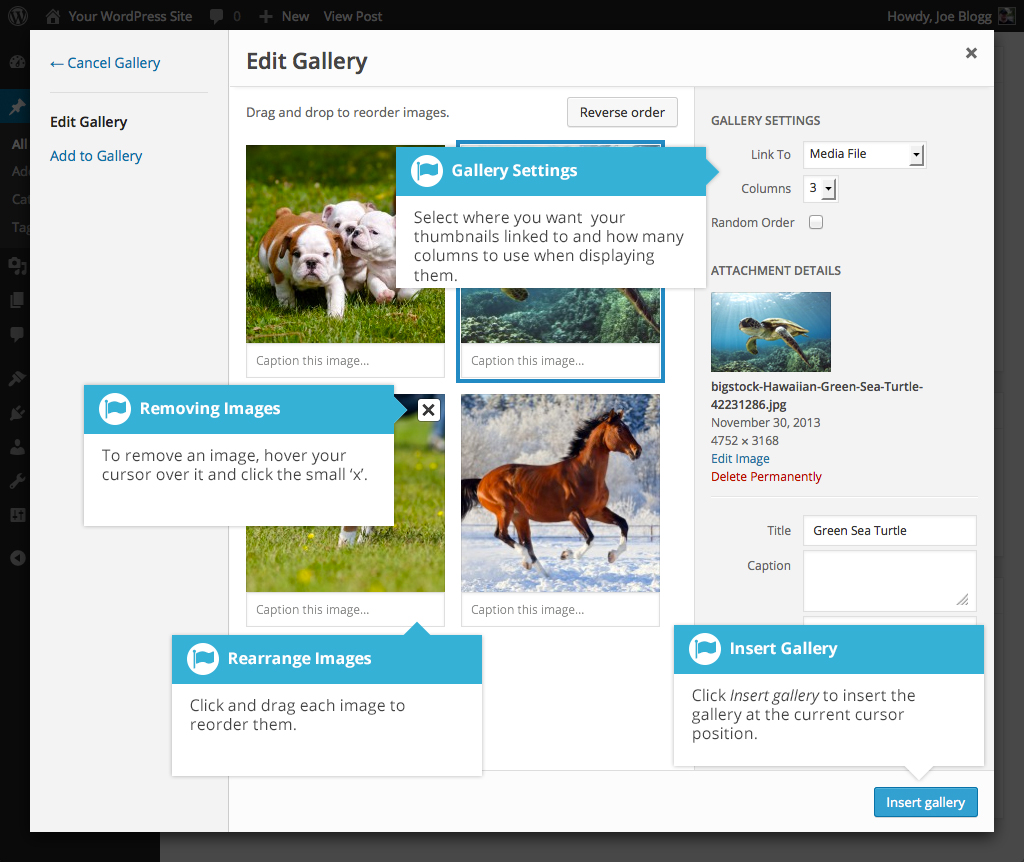 Your WordPress Site
0
New
View Post
Howdy, Joe Blogg
← Cancel Gallery
Edit Gallery
Add to Gallery
Edit Gallery
×
Drag and drop to reorder images.
Reverse order
Gallery Settings
Select where you want your
thumbnails linked to and how many
columns to use when displaying
them.
Caption this image...
Caption this image...
Removing Images
To remove an image, hover your
cursor over it and click the small ‘x’.
Caption this image...
Caption this image...
Rearrange Images
Click and drag each image to
reorder them.
GALLERY SETTINGS
Link To
Media File
Columns
3
Random Order
ATTACHMENT DETAILS
bigstock-Hawaiian-Green-Sea-Turtle-
42231286.jpg
November 30, 2013
4752 × 3168
Edit Image
Delete Permanently
Title
Green Sea Turtle
Caption
Insert Gallery
Click Insert gallery to insert the
gallery at the current cursor
position.
Insert gallery
All